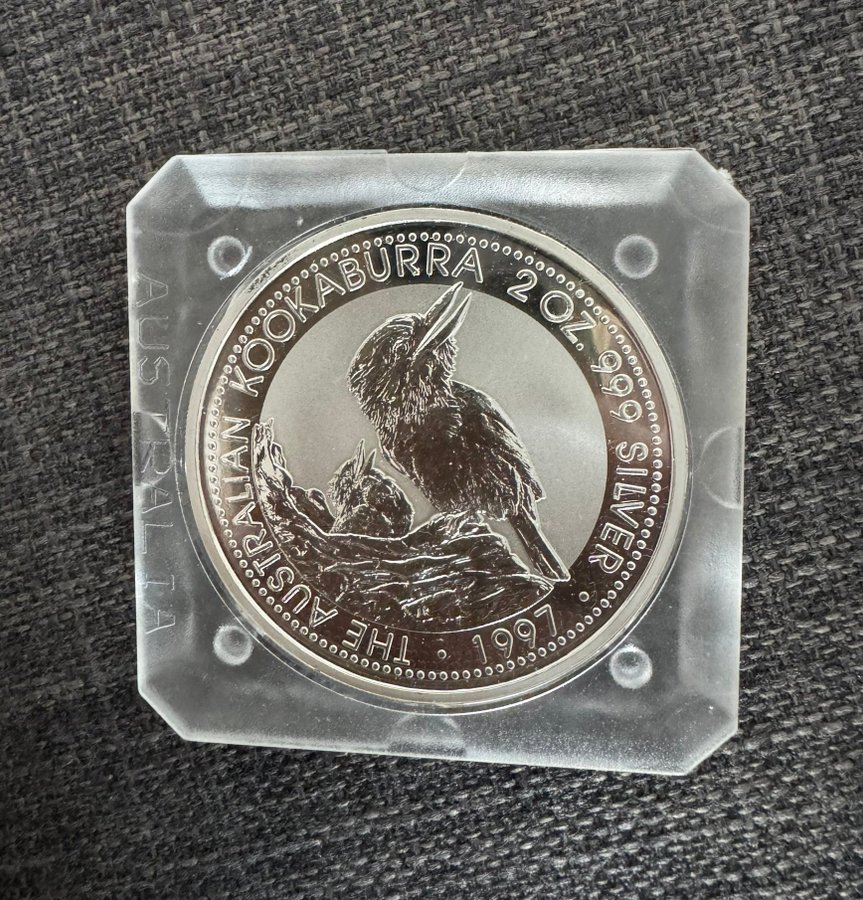 THE AUSTRALIAN KOOKABURRA 2 OZ. 999 SILVER · 1997 ·
AUSTRALIA